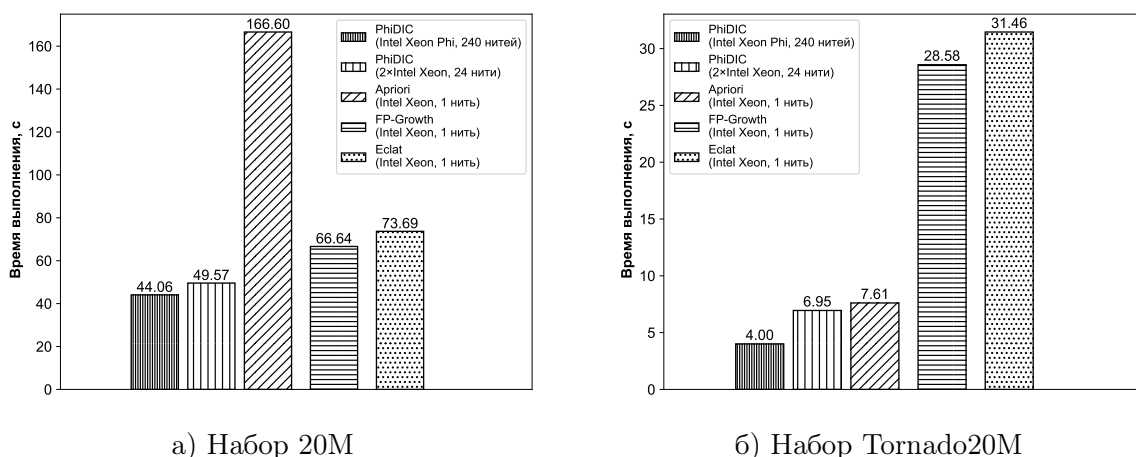 Время выполнения, с
160
140
120
100
80
60
40
20
0
44.06
49.57
166.60
66.64
73.69
PhiDIC
(Intel Xeon Phi, 240 нитей)
PhiDIC
(2×Intel Xeon, 24 нити)
Apriori
(Intel Xeon, 1 нить)
FP-Growth
(Intel Xeon, 1 нить)
Eclat
(Intel Xeon, 1 нить)
а) Набор 20M
Время выполнения, с
30
25
20
15
10
5
0
PhiDIC
(Intel Xeon Phi, 240 нитей)
PhiDIC
(2×Intel Xeon, 24 нити)
Apriori
(Intel Xeon, 1 нить)
FP-Growth
(Intel Xeon, 1 нить)
Eclat
(Intel Xeon, 1 нить)
4.00
6.95
7.61
28.58
31.46
б) Набор Tornado20M